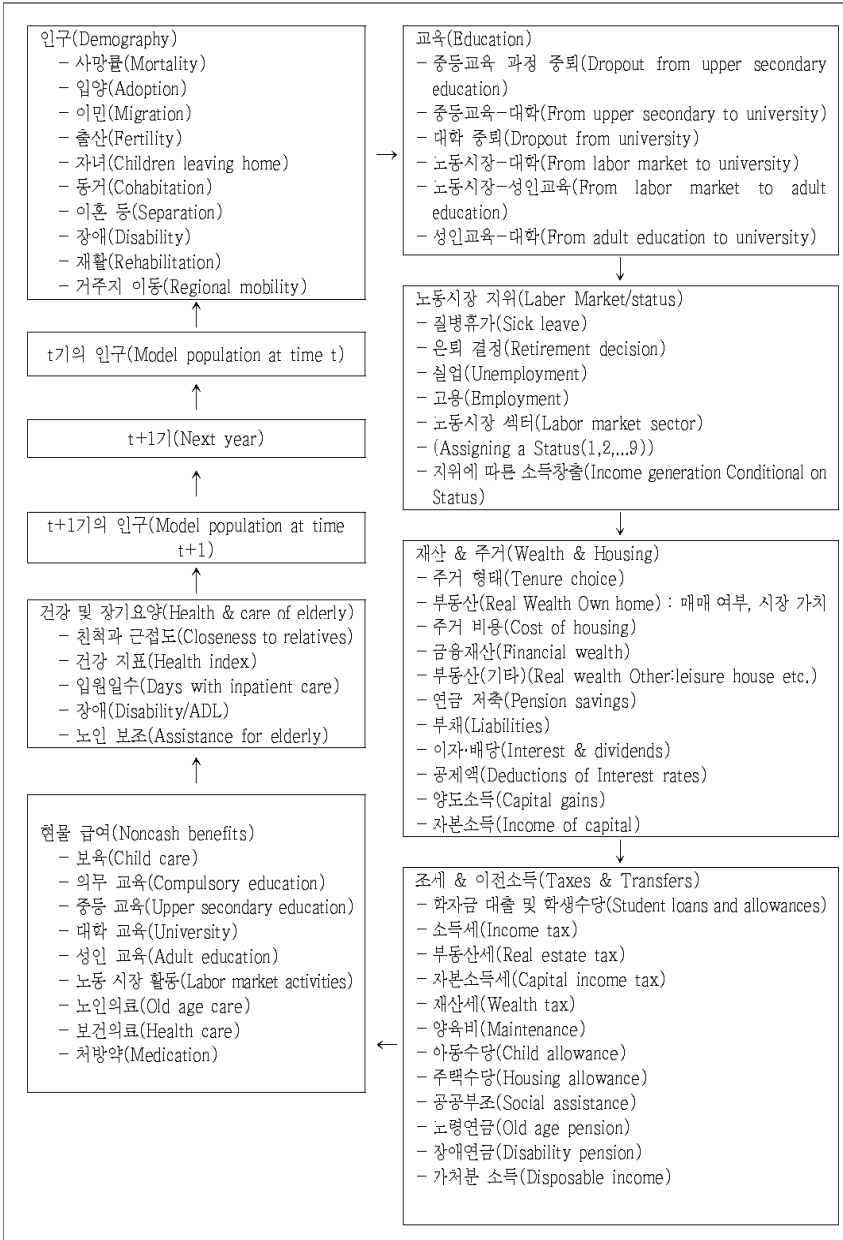 인구(Demography)
- 사망률(Mortality)
- 입양(Adoption)
- 이민(Migration)
- 출산(Fertility)
- 자녀(Children leaving home)
- 동거(Cohabitation)
- 이혼 등(Separation)
- 장애(Disability)
- 재활(Rehabilitation)
- 거주지 이동(Regional mobility)
→
교육(Education)
- 중등교육 과정 중퇴(Dropout from upper secondary
education)
- 중등교육-대학(From upper secondary to university)
- 대학 중퇴(Dropout from university)
- 노동시장-대학(From labor market to university)
- 노동시장-성인교육(From labor market to adult
education)
- 성인교육-대학(From adult education to university)
↓
노동시장 지위(Laber Market/status)
- 질병휴가(Sick leave)
- 은퇴 결정(Retirement decision)
- 실업(Unemployment)
- 고용(Employment)
- 노동시장 섹터(Labor market sector)
- (Assigning a Status(1,2,...9))
- 지위에 따른 소득창출(Income generation Conditional on
Status)
↓
재산 & 주거(Wealth & Housing)
- 주거 형태(Tenure choice)
- 부동산(Real Wealth Own home) : 매매 여부, 시장 가치
- 주거 비용(Cost of housing)
- 금융재산(Financial wealth)
- 부동산(기타)(Real wealth Other:leisure house etc.)
- 연금 저축(Pension savings)
- 부채(Liabilities)
- 이자·배당(Interest & dividends)
- 공제액(Deductions of Interest rates)
- 양도소득(Capital gains)
- 자본소득(Income of capital)
↓
조세 & 이전소득(Taxes & Transfers)
- 학자금 대출 및 학생수당(Student loans and allowances)
- 소득세(Income tax)
- 부동산세(Real estate tax)
- 자본소득세(Capital income tax)
- 재산세(Wealth tax)
- 양육비(Maintenance)
- 아동수당(Child allowance)
- 주택수당(Housing allowance)
- 공공부조(Social assistance)
- 노령연금(Old age pension)
- 장애연금(Disability pension)
- 가처분 소득(Disposable income)
←
현물 급여(Noncash benefits)
- 보육(Child care)
- 의무 교육(Compulsory education)
- 중등 교육(Upper secondary education)
- 대학 교육(University)
- 성인 교육(Adult education)
- 노동 시장 활동(Labor market activities)
- 노인의료(Old age care)
- 보건의료(Health care)
- 처방약(Medication)
↑
건강 및 장기요양(Health & care of elderly)
- 친척과 근접도(Closeness to relatives)
- 건강 지표(Health index)
- 입원일수(Days with inpatient care)
- 장애(Disability/ADL)
- 노인 보조(Assistance for elderly)
↑
t+1기의 인구(Model population at time
t+1)
↑
t+1기(Next year)
↑
t기의 인구(Model population at time t)
↑